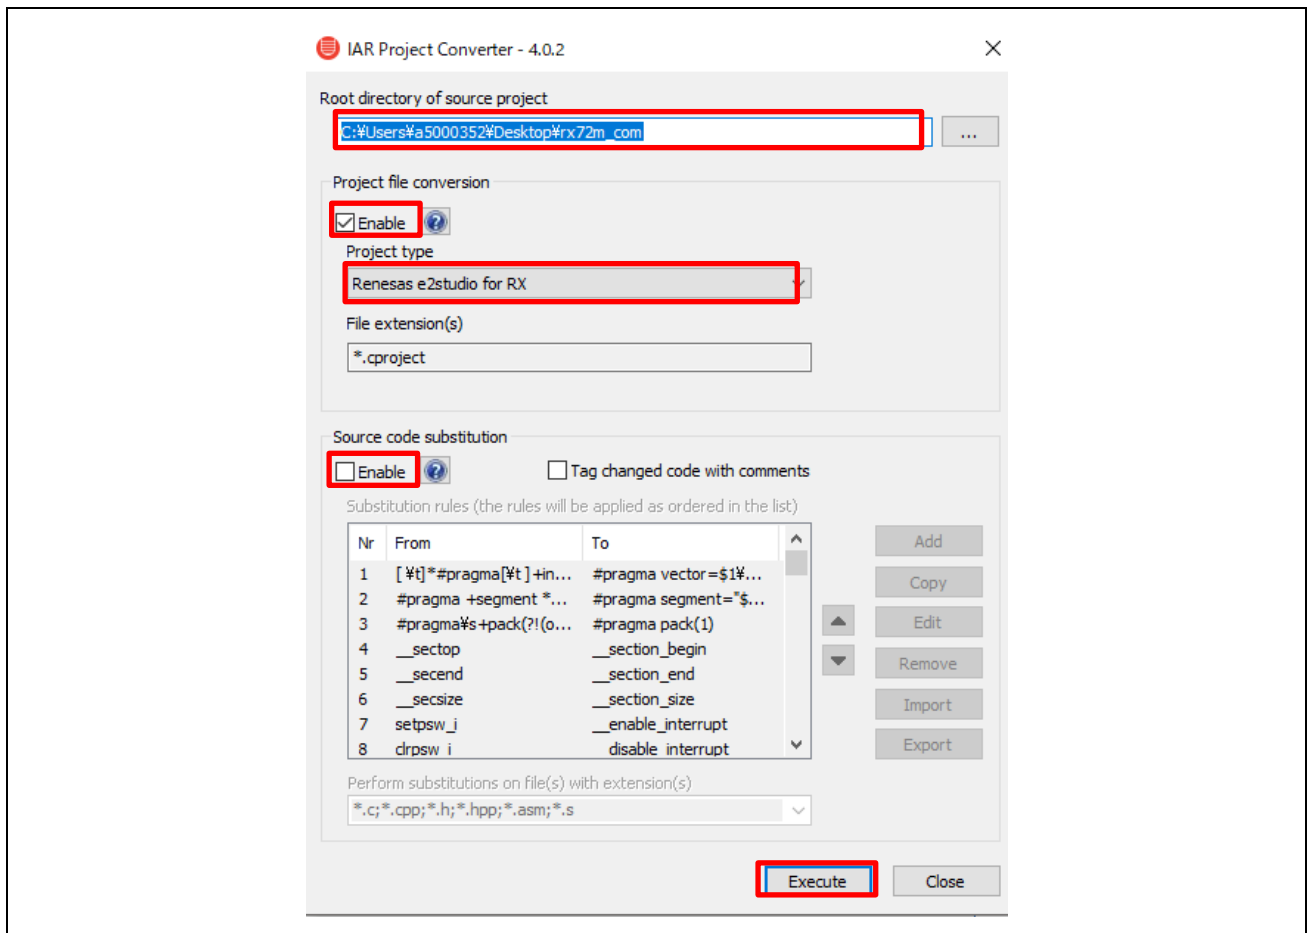 IAR Project Converter - 4.0.2
Root directory of source project
C:¥Users¥a5000352¥Desktop¥rx72m_com
...
Project file conversion
Enable
Project type
Renesas e2studio for RX
File extension(s)
*.cproject
Source code substitution
Enable Tag changed code with comments
Substitution rules (the rules will be applied as ordered in the list)
Nr From To
1 [ ¥t]*#pragma[¥t ]+in... #pragma vector=$1¥...
2 #pragma +segment *... #pragma segment="$...
3 #pragma¥s+pack(?!(o... #pragma pack(1)
4 __sectop __section_begin
5 __secend __section_end
6 __secsize __section_size
7 setpsw_i __enable_interrupt
8 clrpsw_i __disable_interrupt
Add
Copy
Edit
Remove
Import
Export
Perform substitutions on file(s) with extension(s)
*.c;*.cpp;*.h;*.hpp;*.asm;*.s
Execute Close